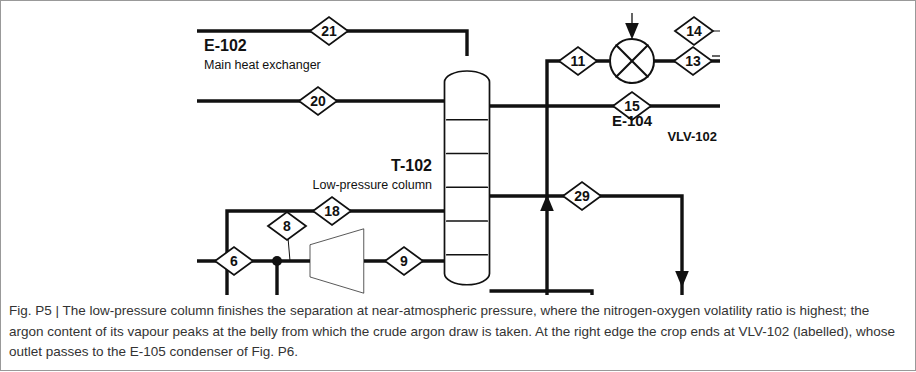 21
14
E-102
Main heat exchanger
11
13
20
15
E-104
VLV-102
T-102
Low-pressure column
29
18
8
6
9
Fig. P5 | The low-pressure column finishes the separation at near-atmospheric pressure, where the nitrogen-oxygen volatility ratio is highest; the
argon content of its vapour peaks at the belly from which the crude argon draw is taken. At the right edge the crop ends at VLV-102 (labelled), whose
outlet passes to the E-105 condenser of Fig. P6.